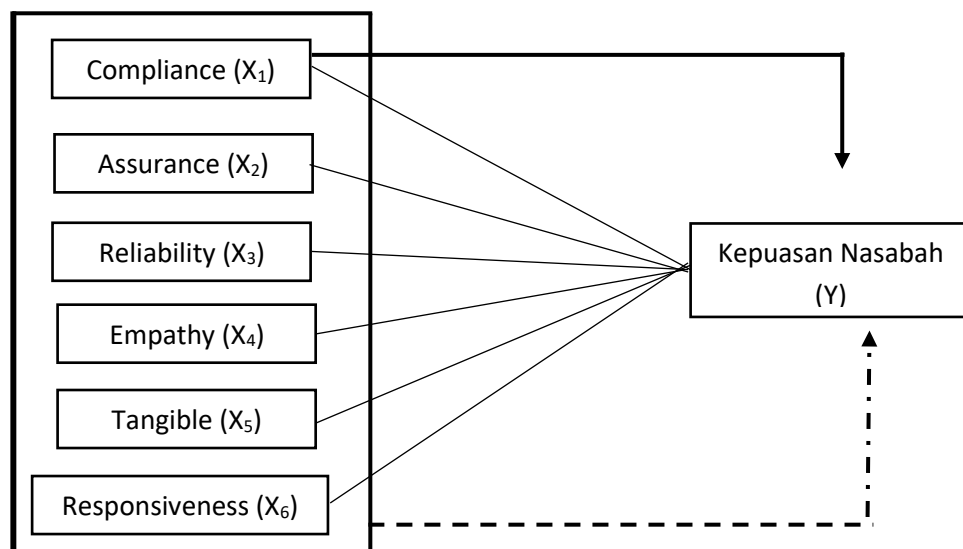 Compliance (X₁)
Assurance (X₂)
Reliability (X₃)
Empathy (X₄)
Tangible (X₅)
Responsiveness (X₆)
Kepuasan Nasabah
(Y)